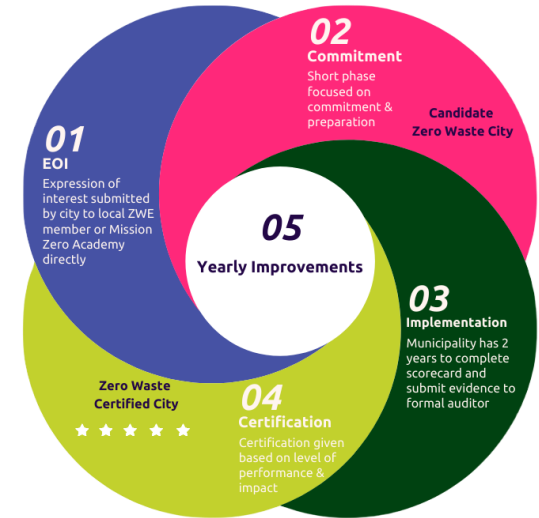 01
EOI
Expression of
interest submitted
by city to local ZWE
member or Mission
Zero Academy
directly
02
Commitment
Short phase
focused on
commitment &
preparation
Candidate
Zero Waste City
03
Implementation
Municipality has 2
years to complete
scorecard and
submit evidence to
formal auditor
04
Certification
Certification given
based on level of
performance &
impact
Zero Waste
Certified City
05
Yearly Improvements